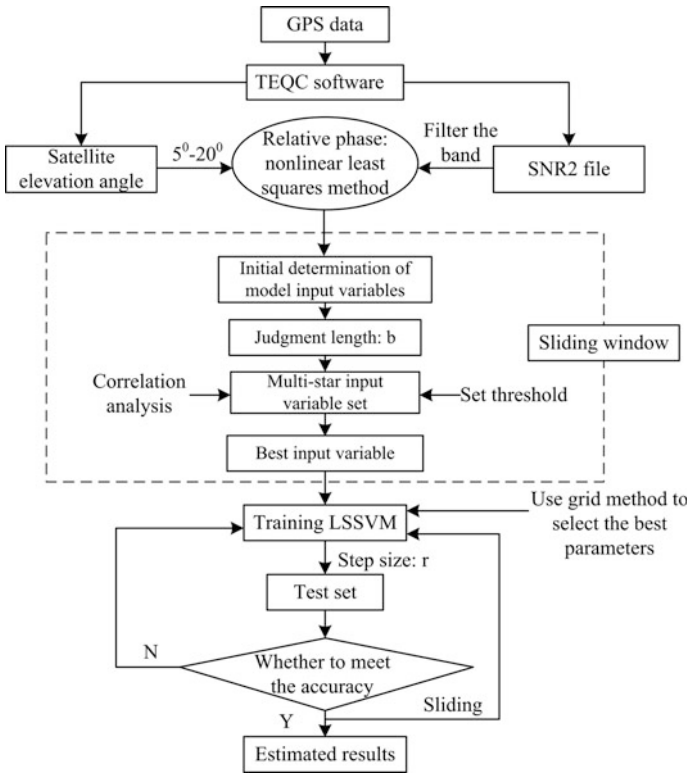 GPS data
TEQC software
Satellite
elevation angle
5⁰-20⁰
Relative phase:
nonlinear least
squares method
Filter the
band
SNR2 file
Initial determination of
model input variables
Judgment length: b
Sliding window
Correlation
analysis
Multi-star input
variable set
Set threshold
Best input variable
Training LSSVM
Use grid method to
select the best
parameters
Step size: r
Test set
N
Whether to meet
the accuracy
Sliding
Y
Estimated results